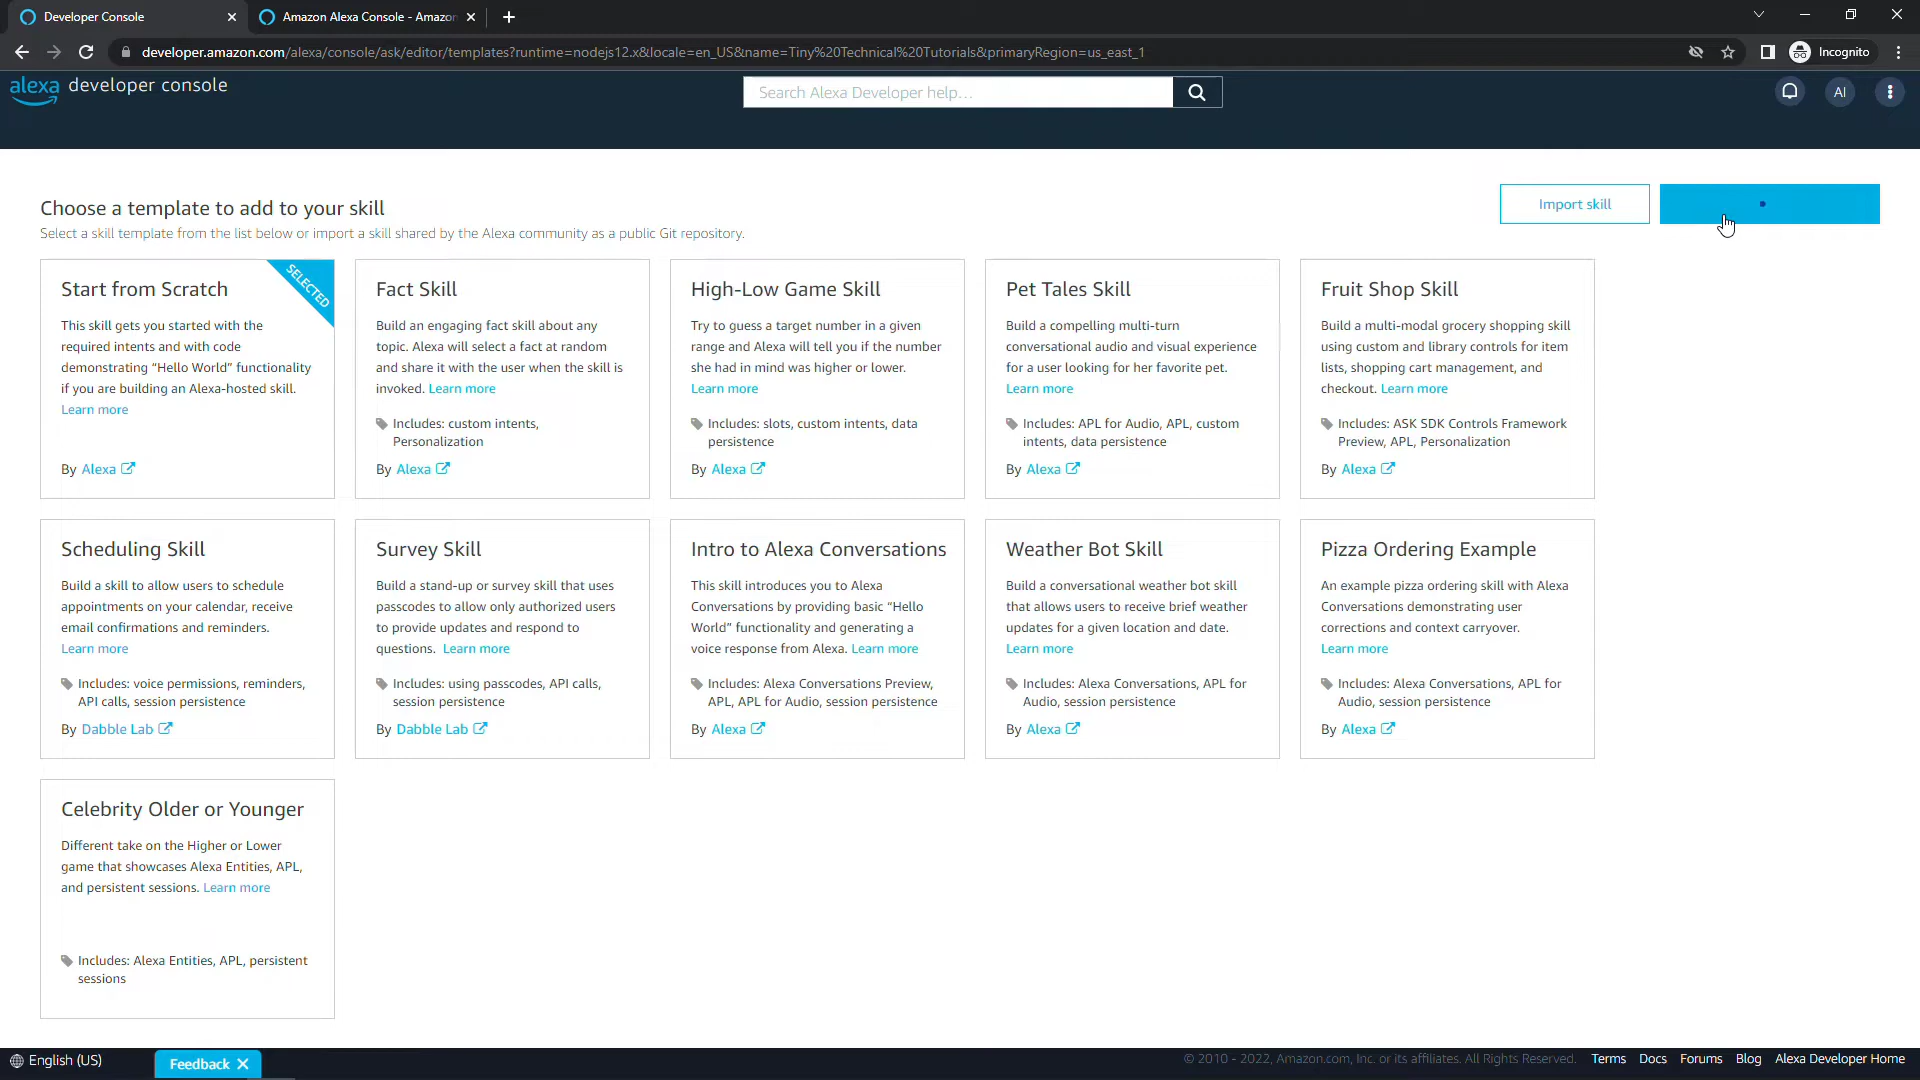 Developer Console
Amazon Alexa Console - Amazon
developer.amazon.com/alexa/console/ask/editor/templates?runtime=nodejs12.x&locale=en_US&name=Tiny%20Technical%20Tutorials&primaryRegion=us_east_1
Incognito
alexa developer console
Search Alexa Developer help...
AI
Choose a template to add to your skill
Select a skill template from the list below or import a skill shared by the Alexa community as a public Git repository.
Import skill
Start from Scratch
SELECTED
This skill gets you started with the
required intents and with code
demonstrating “Hello World” functionality
if you are building an Alexa-hosted skill.
Learn more
By Alexa
Fact Skill
Build an engaging fact skill about any
topic. Alexa will select a fact at random
and share it with the user when the skill is
invoked. Learn more
Includes: custom intents,
Personalization
By Alexa
High-Low Game Skill
Try to guess a target number in a given
range and Alexa will tell you if the number
she had in mind was higher or lower.
Learn more
Includes: slots, custom intents, data
persistence
By Alexa
Pet Tales Skill
Build a compelling multi-turn
conversational audio and visual experience
for a user looking for her favorite pet.
Learn more
Includes: APL for Audio, APL, custom
intents, data persistence
By Alexa
Fruit Shop Skill
Build a multi-modal grocery shopping skill
using custom and library controls for item
lists, shopping cart management, and
checkout. Learn more
Includes: ASK SDK Controls Framework
Preview, APL, Personalization
By Alexa
Scheduling Skill
Build a skill to allow users to schedule
appointments on your calendar, receive
email confirmations and reminders.
Learn more
Includes: voice permissions, reminders,
API calls, session persistence
By Dabble Lab
Survey Skill
Build a stand-up or survey skill that uses
passcodes to allow only authorized users
to provide updates and respond to
questions. Learn more
Includes: using passcodes, API calls,
session persistence
By Dabble Lab
Intro to Alexa Conversations
This skill introduces you to Alexa
Conversations by providing basic “Hello
World” functionality and generating a
voice response from Alexa. Learn more
Includes: Alexa Conversations Preview,
APL, APL for Audio, session persistence
By Alexa
Weather Bot Skill
Build a conversational weather bot skill
that allows users to receive brief weather
updates for a given location and date.
Learn more
Includes: Alexa Conversations, APL for
Audio, session persistence
By Alexa
Pizza Ordering Example
An example pizza ordering skill with Alexa
Conversations demonstrating user
corrections and context carryover.
Learn more
Includes: Alexa Conversations, APL for
Audio, session persistence
By Alexa
Celebrity Older or Younger
Different take on the Higher or Lower
game that showcases Alexa Entities, APL,
and persistent sessions. Learn more
Includes: Alexa Entities, APL, persistent
sessions
English (US)
Feedback
© 2010 - 2022, Amazon.com, Inc. or its affiliates. All Rights Reserved.
Terms Docs Forums Blog Alexa Developer Home